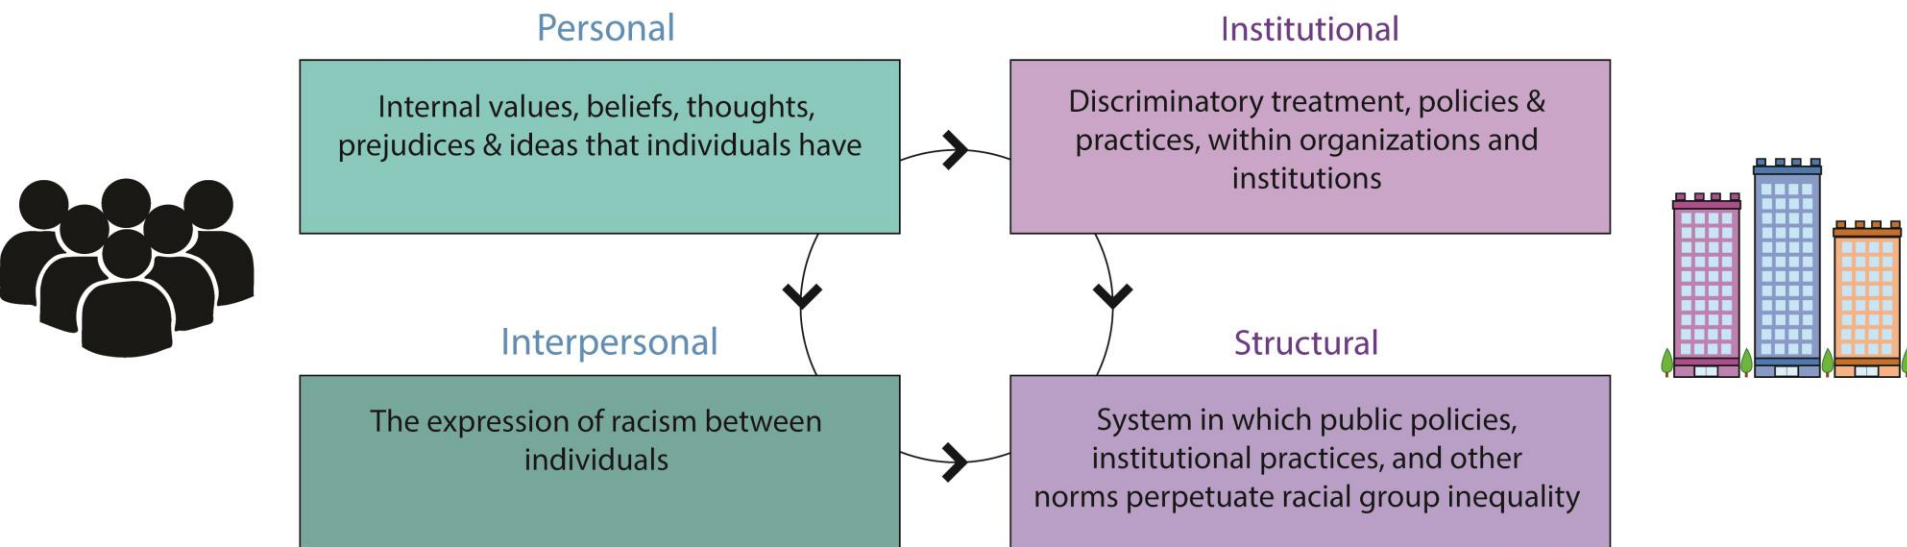 Personal
Internal values, beliefs, thoughts,
prejudices & ideas that individuals have
Institutional
Discriminatory treatment, policies &
practices, within organizations and
institutions
Interpersonal
The expression of racism between
individuals
Structural
System in which public policies,
institutional practices, and other
norms perpetuate racial group inequality